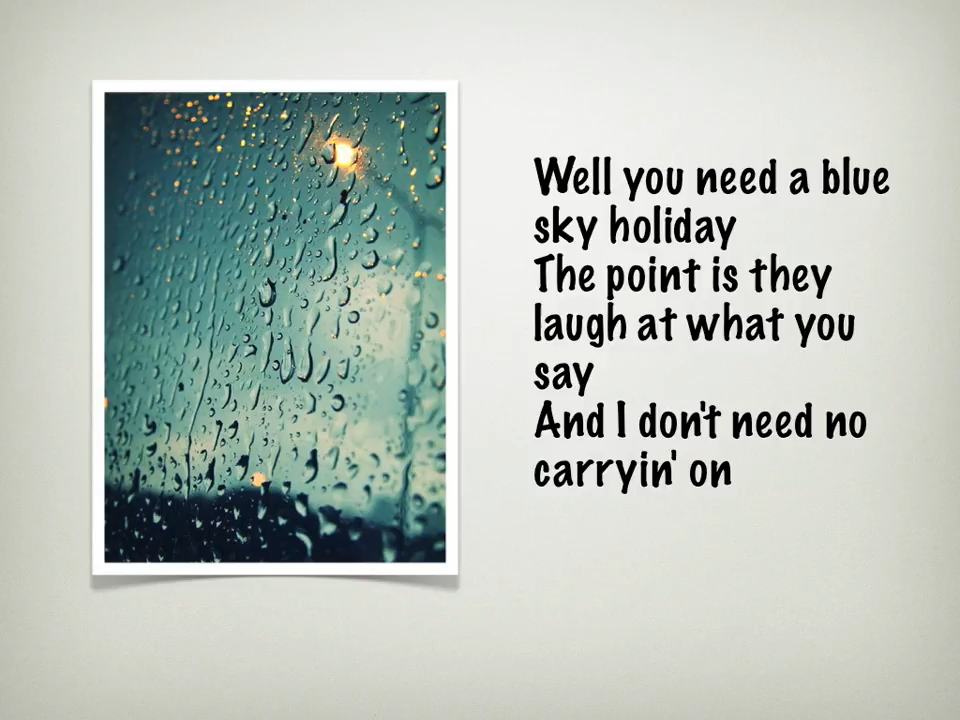 Well you need a blue
sky holiday
The point is they
laugh at what you
say
And I don't need no
carryin' on